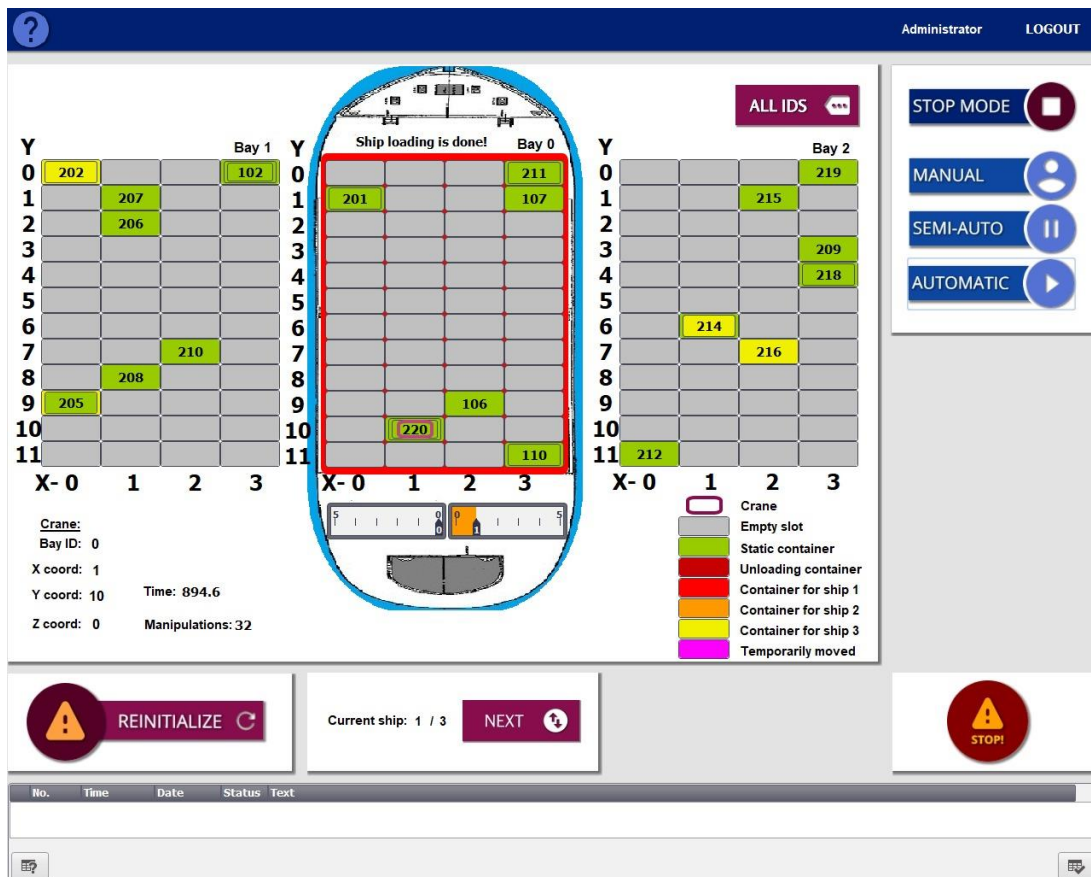 ?
Administrator LOGOUT
ALL IDS
STOP MODE
MANUAL
SEMI-AUTO
AUTOMATIC
Y Bay 1
0 202 102
1 207
2 206
3
4
5
6
7 210
8 208
9 205
10
11
X- 0 1 2 3
Ship loading is done!
Y Bay 0
0 211
1 201 107
2
3
4
5
6
7
8
9 106
10 220
11 110
X- 0 1 2 3
5 0 0 5
0 1
Y Bay 2
0 219
1 215
2
3 209
4 218
5
6 214
7 216
8
9
10
11 212
X- 0 1 2 3
Crane:
Bay ID: 0
X coord: 1
Y coord: 10
Z coord: 0
Time: 894.6
Manipulations: 32
Crane
Empty slot
Static container
Unloading container
Container for ship 1
Container for ship 2
Container for ship 3
Temporarily moved
REINITIALIZE
Current ship: 1 / 3
NEXT
STOP!
No. Time Date Status Text
?